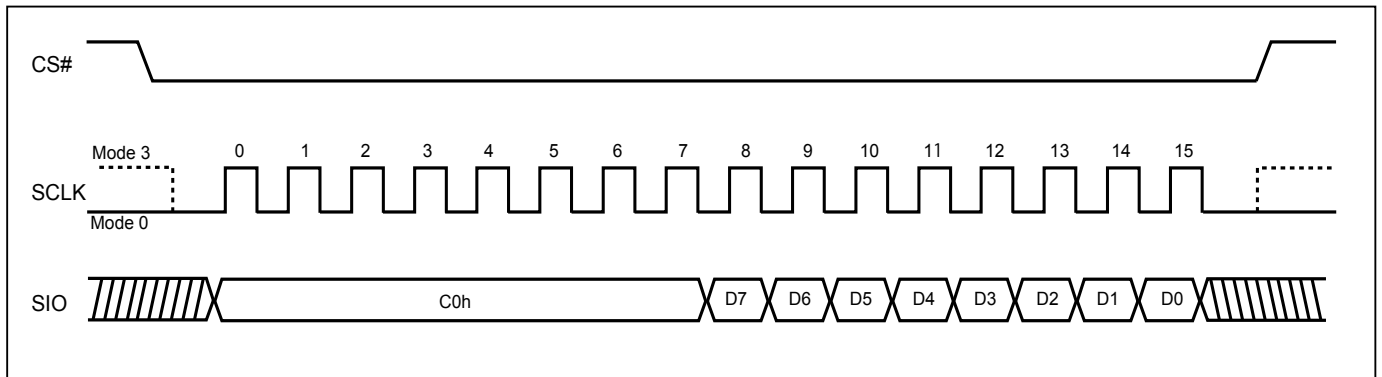 CS#
Mode 3
0 1 2 3 4 5 6 7 8 9 10 11 12 13 14 15
SCLK
Mode 0
SIO
C0h D7 D6 D5 D4 D3 D2 D1 D0